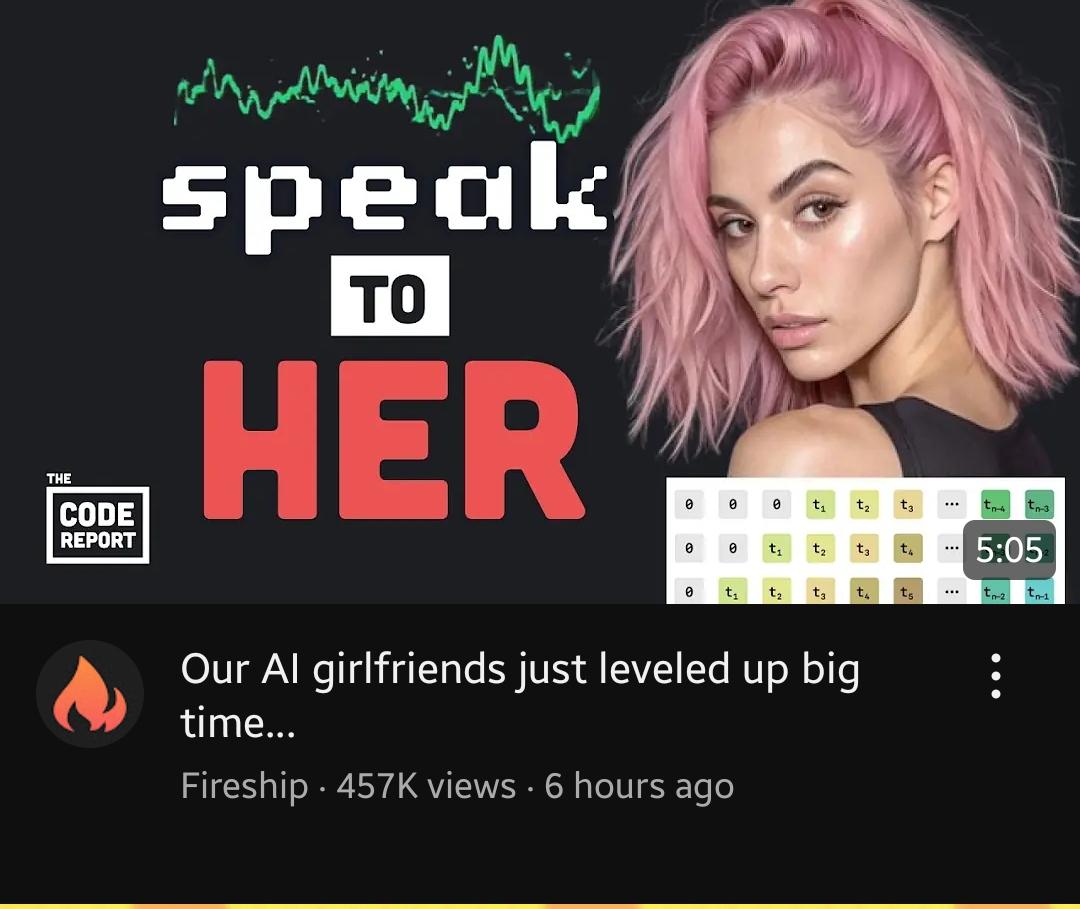 speak
TO
HER
THE
CODE
REPORT
0 0 0 t₁ t₂ t₃ ... tₙ₋₄ tₙ₋₃
0 0 t₁ t₂ t₃ t₄ ...
0 t₁ t₂ t₃ t₄ t₅ ... tₙ₋₂ tₙ₋₁
5:05
Our AI girlfriends just leveled up big
time...
Fireship · 457K views · 6 hours ago